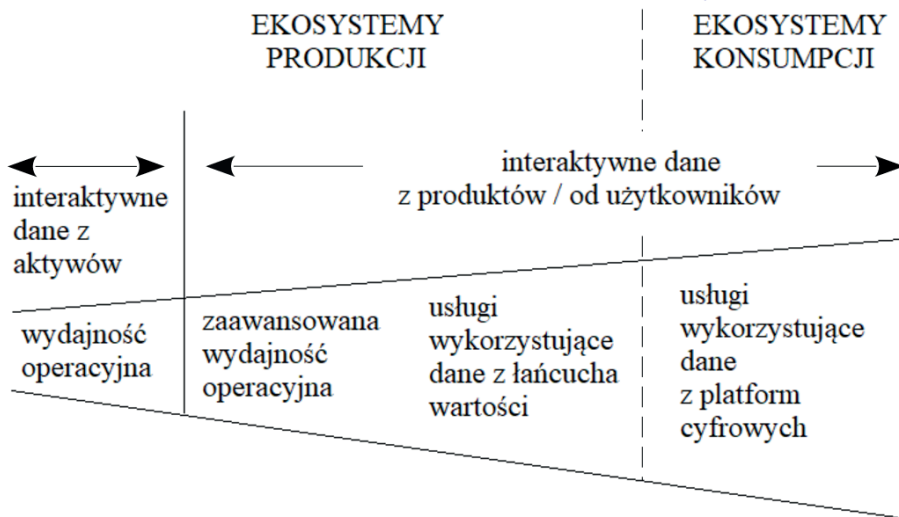 EKOSYSTEMY
PRODUKCJI
EKOSYSTEMY
KONSUMPCJI
interaktywne
dane z
aktywów
interaktywne dane
z produktów / od użytkowników
wydajność
operacyjna
zaawansowana
wydajność
operacyjna
usługi
wykorzystujące
dane z łańcucha
wartości
usługi
wykorzystujące
dane
z platform
cyfrowych